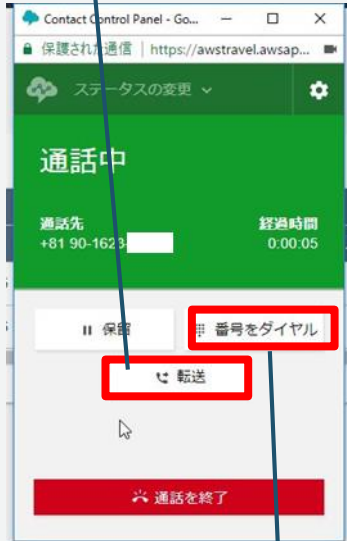 Contact Control Panel - Go...
保護された通信 | https://awstravel.awsap...
ステータスの変更
通話中
通話先 経過時間
+81 90-1623- 0:00:05
保留 番号をダイヤル
転送
通話を終了